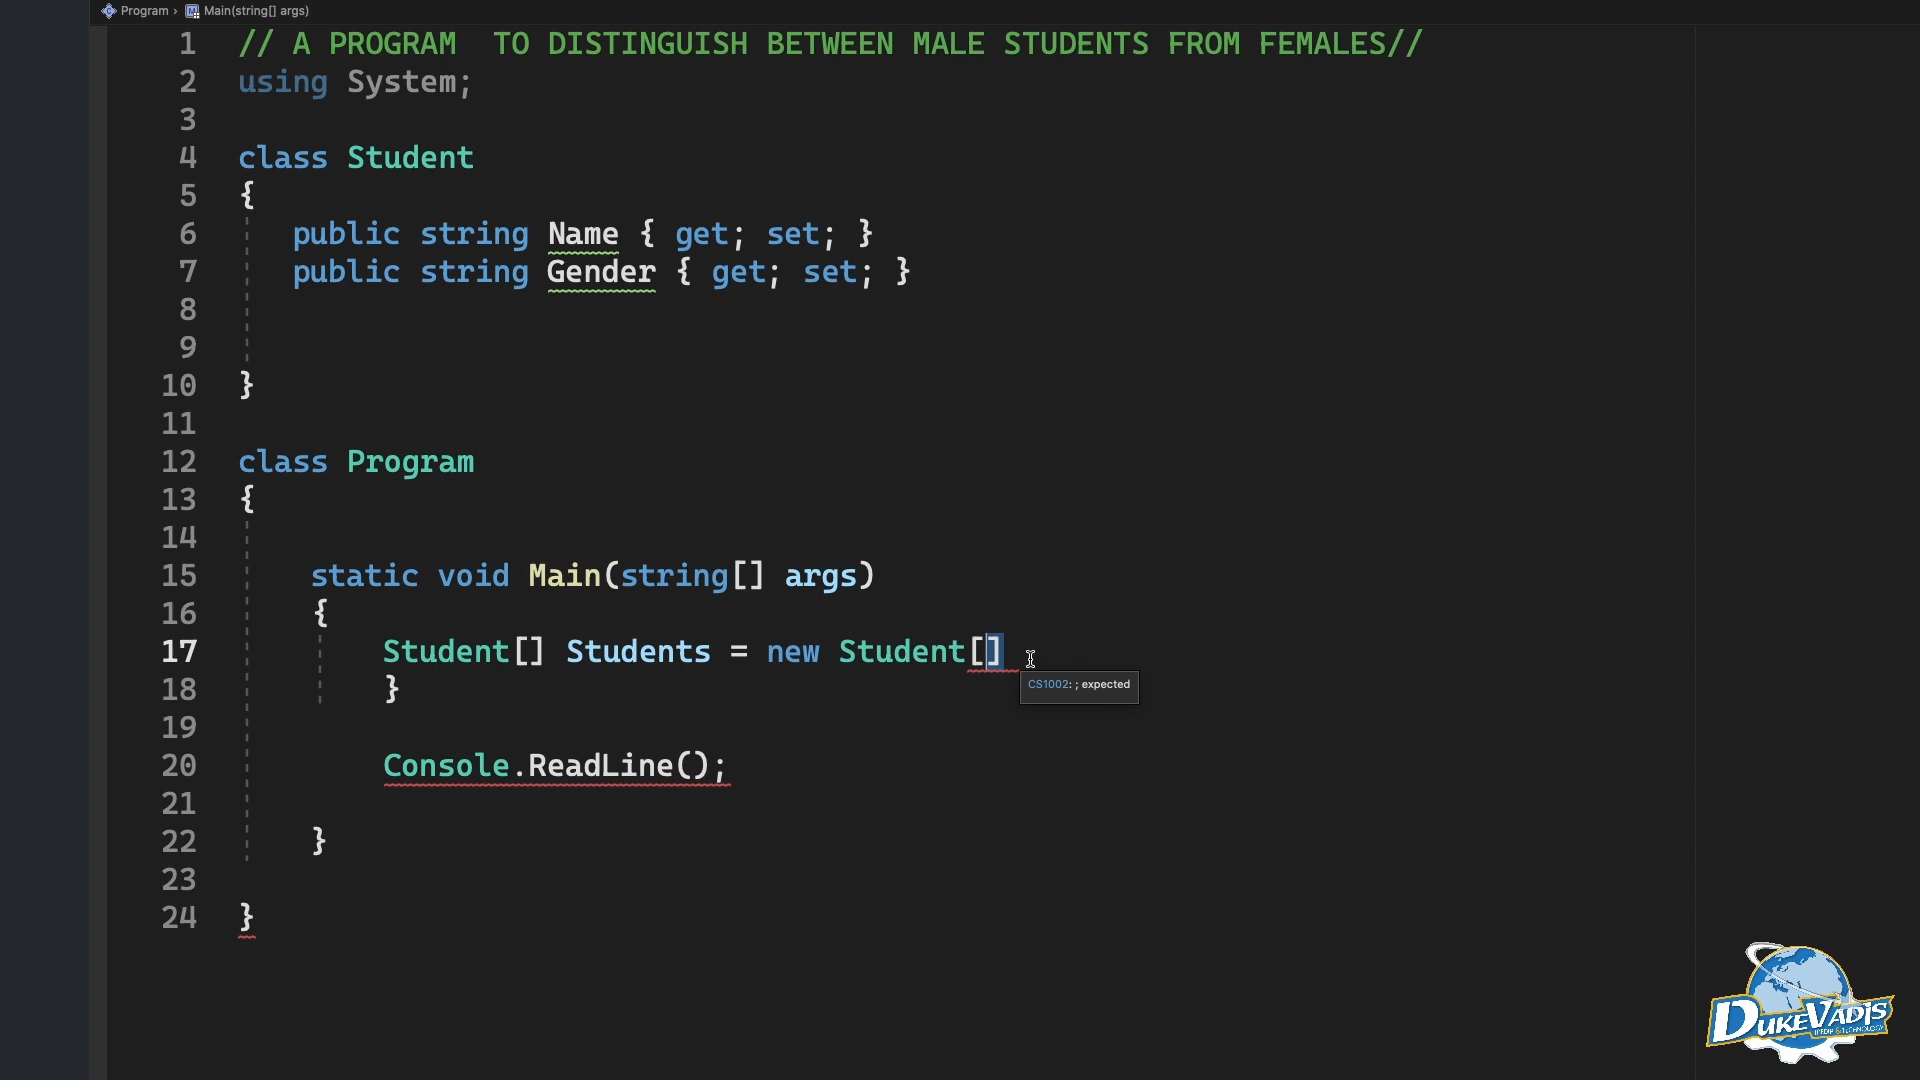 Program › Main(string[] args)
1 // A PROGRAM  TO DISTINGUISH BETWEEN MALE STUDENTS FROM FEMALES//
2 using System;
3
4 class Student
5 {
6 public string Name { get; set; }
7 public string Gender { get; set; }
8
9
10 }
11
12 class Program
13 {
14
15 static void Main(string[] args)
16 {
17 Student[] Students = new Student[]
CS1002: ; expected
18 }
19
20 Console.ReadLine();
21
22 }
23
24 }
DUKEVADIS
MEDIA & TECHNOLOGY